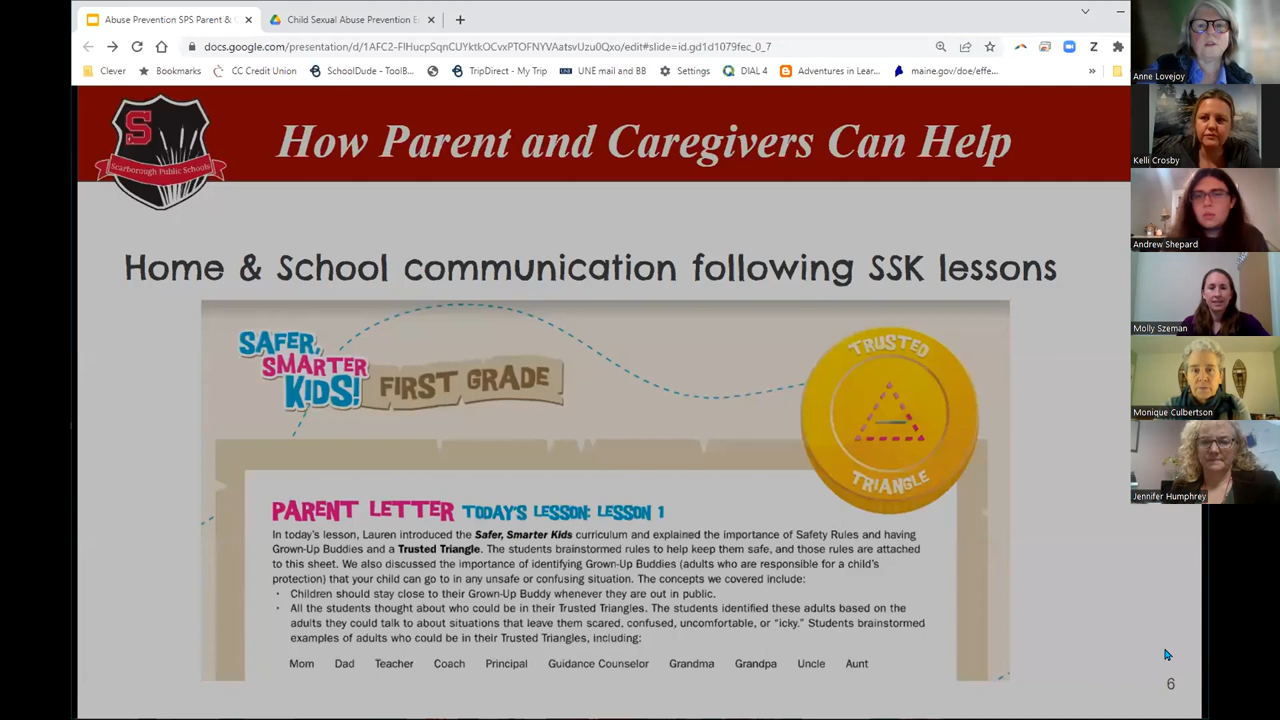 Abuse Prevention SPS Parent & C
Child Sexual Abuse Prevention E
docs.google.com/presentation/d/1AFC2-FIHucpSqnCUYktkOCvxPTOFNYVAatsvUzu0Qxo/edit#slide=id.gd1d1079fec_0_7
Clever
Bookmarks
CC Credit Union
SchoolDude - ToolB...
TripDirect - My Trip
UNE
UNE mail and BB
Settings
DIAL 4
Adventures in Lear...
maine.gov/doe/effe...
S
Scarborough Public Schools
How Parent and Caregivers Can Help
Home & School communication following SSK lessons
SAFER,
SMARTER
KIDS!
FIRST GRADE
TRUSTED
TRIANGLE
PARENT LETTER TODAY'S LESSON: LESSON 1
In today's lesson, Lauren introduced the Safer, Smarter Kids curriculum and explained the importance of Safety Rules and having
Grown-Up Buddies and a Trusted Triangle. The students brainstormed rules to help keep them safe, and those rules are attached
to this sheet. We also discussed the importance of identifying Grown-Up Buddies (adults who are responsible for a child's
protection) that your child can go to in any unsafe or confusing situation. The concepts we covered include:
· Children should stay close to their Grown-Up Buddy whenever they are out in public.
· All the students thought about who could be in their Trusted Triangles. The students identified these adults based on the
adults they could talk to about situations that leave them scared, confused, uncomfortable, or "icky." Students brainstormed
examples of adults who could be in their Trusted Triangles, including:
Mom Dad Teacher Coach Principal Guidance Counselor Grandma Grandpa Uncle Aunt
6
Anne Lovejoy
Kelli Crosby
Andrew Shepard
Molly Szeman
Monique Culbertson
Jennifer Humphrey